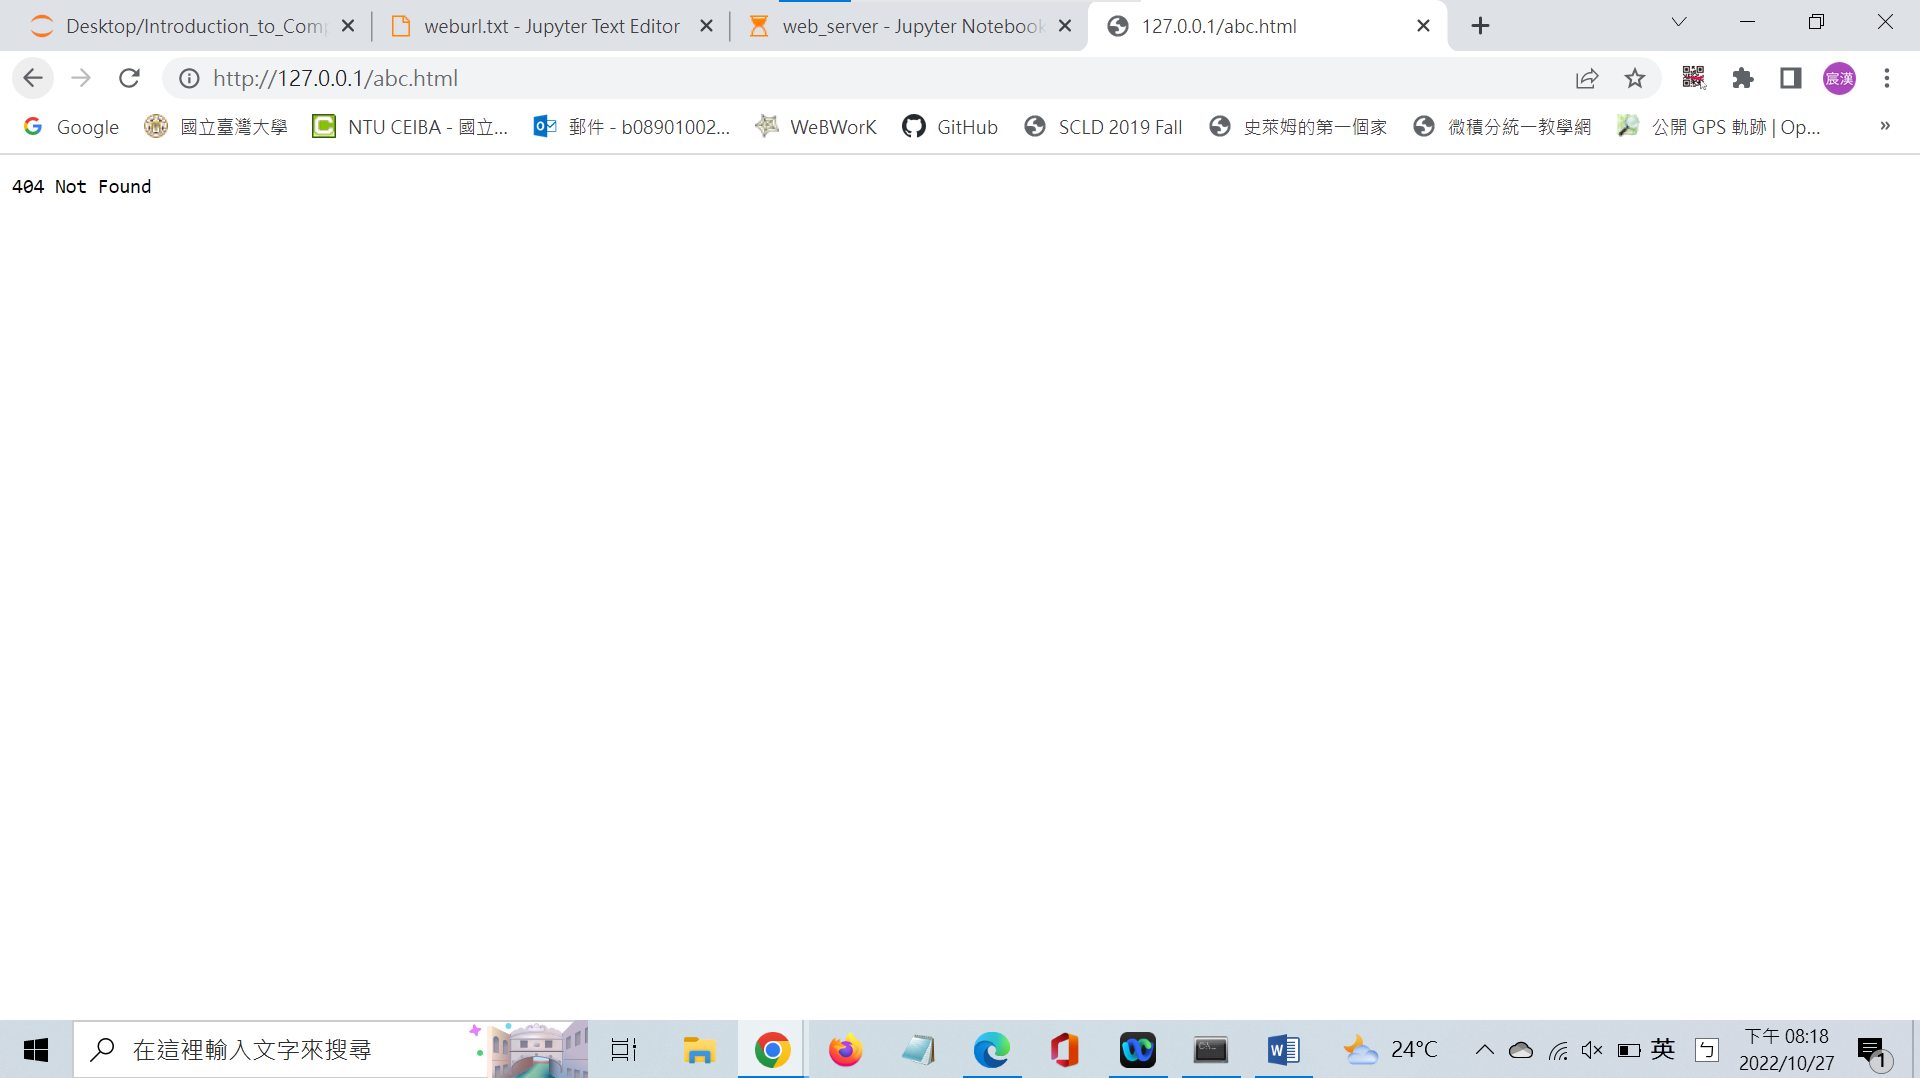 Desktop/Introduction_to_Com
weburl.txt - Jupyter Text Editor
web_server - Jupyter Notebook
127.0.0.1/abc.html
http://127.0.0.1/abc.html
宸漢
Google
國立臺灣大學
NTU CEIBA - 國立...
郵件 - b08901002...
WeBWorK
GitHub
SCLD 2019 Fall
史萊姆的第一個家
微積分統一教學網
公開 GPS 軌跡 | Op...
»
404 Not Found
在這裡輸入文字來搜尋
24°C
英
ㄅ
下午 08:18
2022/10/27
1